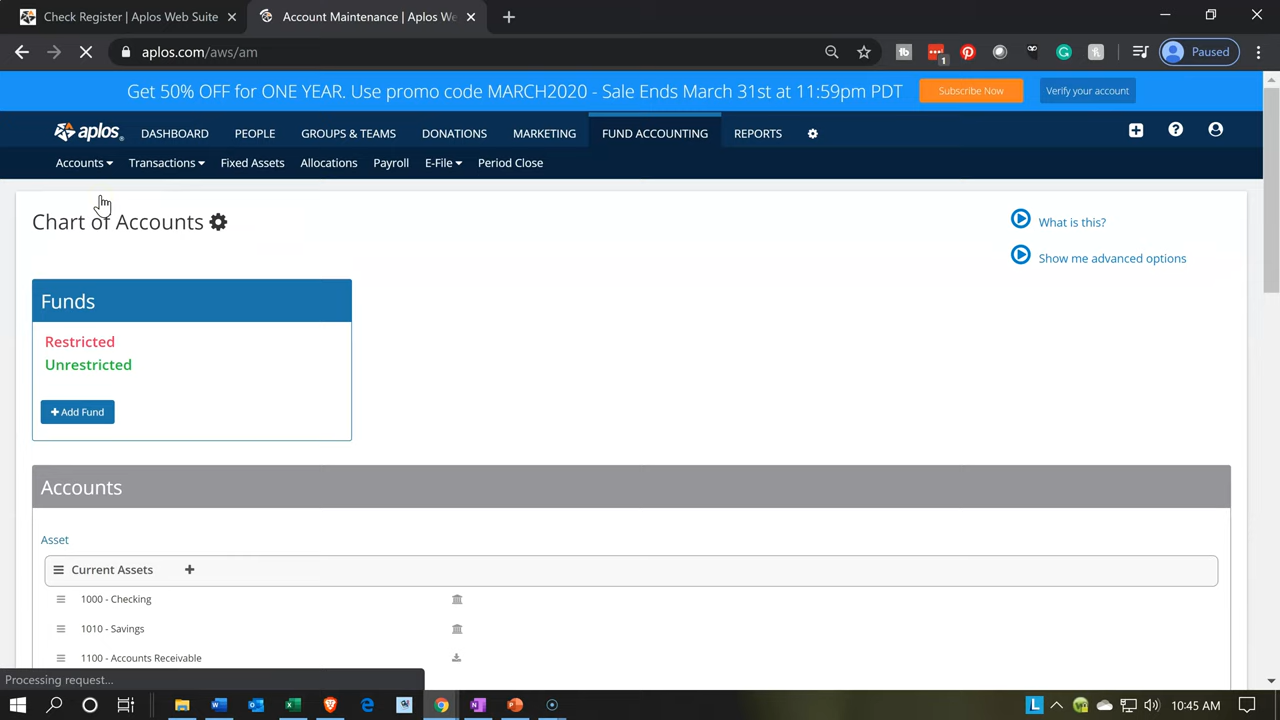 Check Register | Aplos Web Suite
Account Maintenance | Aplos We
aplos.com/aws/am
1
Paused
Get 50% OFF for ONE YEAR. Use promo code MARCH2020 - Sale Ends March 31st at 11:59pm PDT
Subscribe Now
Verify your account
aplos
DASHBOARD
PEOPLE
GROUPS & TEAMS
DONATIONS
MARKETING
FUND ACCOUNTING
REPORTS
Accounts
Transactions
Fixed Assets
Allocations
Payroll
E-File
Period Close
Chart of Accounts
What is this?
Show me advanced options
Funds
Restricted
Unrestricted
Add Fund
Accounts
Asset
Current Assets
1000 - Checking
1010 - Savings
1100 - Accounts Receivable
Processing request...
10:45 AM